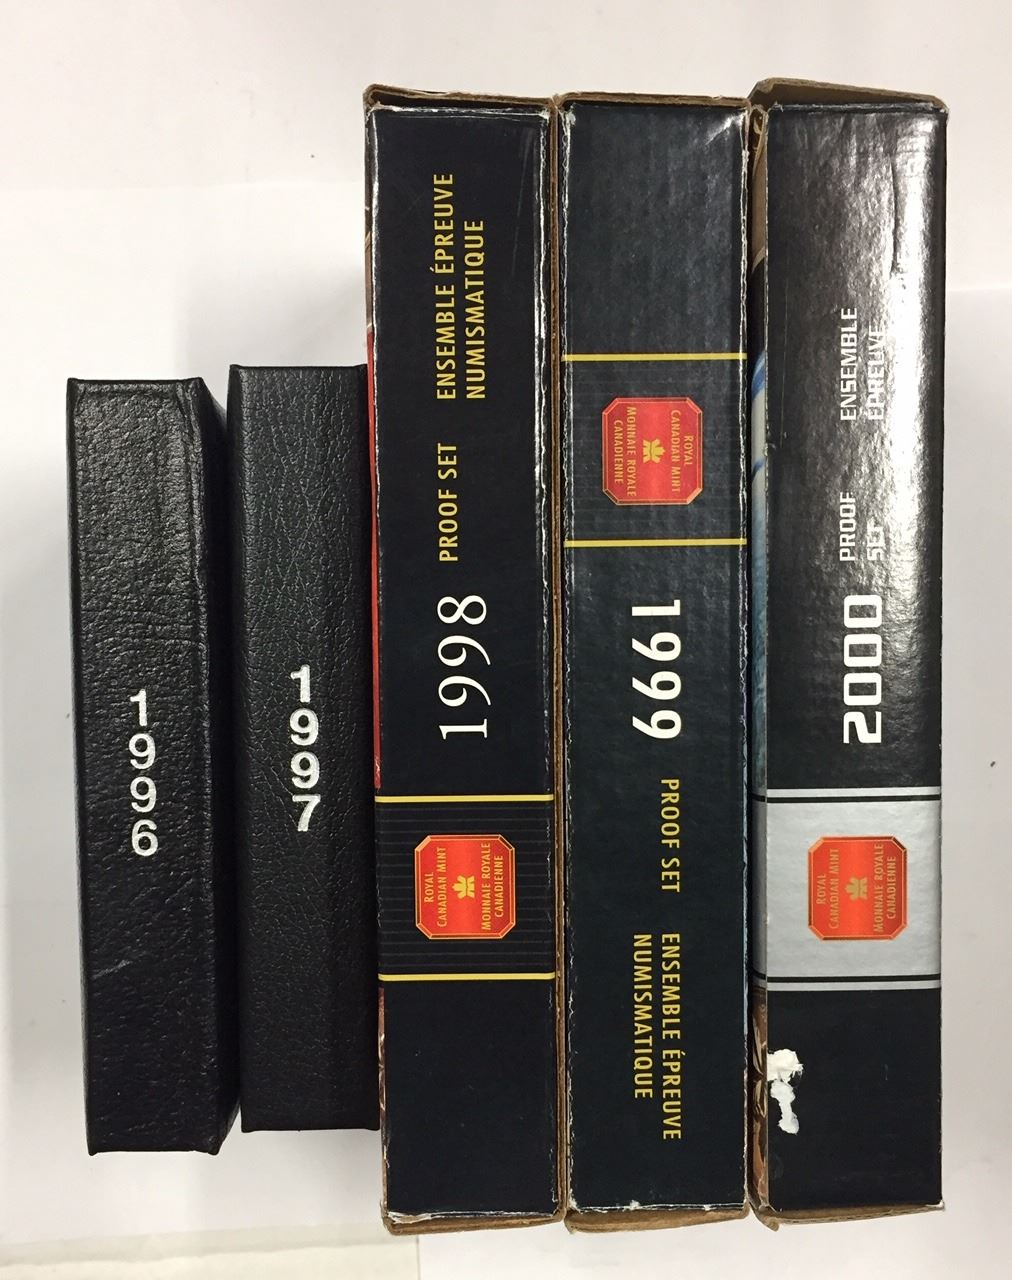 1996
1997
1998 PROOF SET ENSEMBLE ÉPREUVE
NUMISMATIQUE
ROYAL
CANADIAN MINT
MONNAIE ROYALE
CANADIENNE
ROYAL
CANADIAN MINT
MONNAIE ROYALE
CANADIENNE
1999 PROOF SET ENSEMBLE ÉPREUVE
NUMISMATIQUE
2000 PROOF ENSEMBLE
SET ÉPREUVE
ROYAL
CANADIAN MINT
MONNAIE ROYALE
CANADIENNE